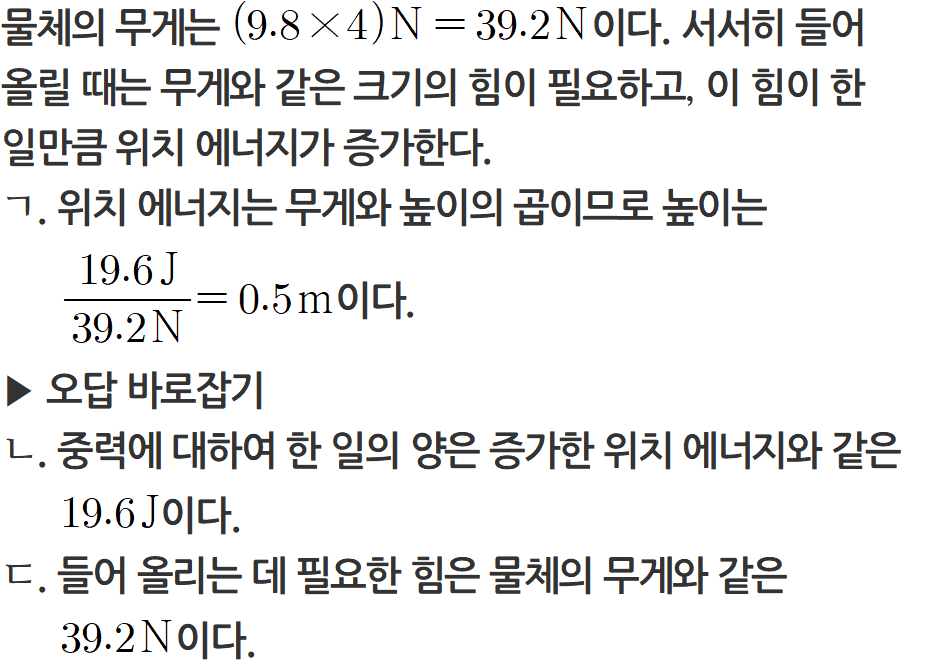 물체의 무게는 (9.8×4)N=39.2N이다. 서서히 들어
올릴 때는 무게와 같은 크기의 힘이 필요하고, 이 힘이 한
일만큼 위치 에너지가 증가한다.
ㄱ. 위치 에너지는 무게와 높이의 곱이므로 높이는
19.6J/39.2N=0.5m이다.
▶ 오답 바로잡기
ㄴ. 중력에 대하여 한 일의 양은 증가한 위치 에너지와 같은
19.6J이다.
ㄷ. 들어 올리는 데 필요한 힘은 물체의 무게와 같은
39.2N이다.